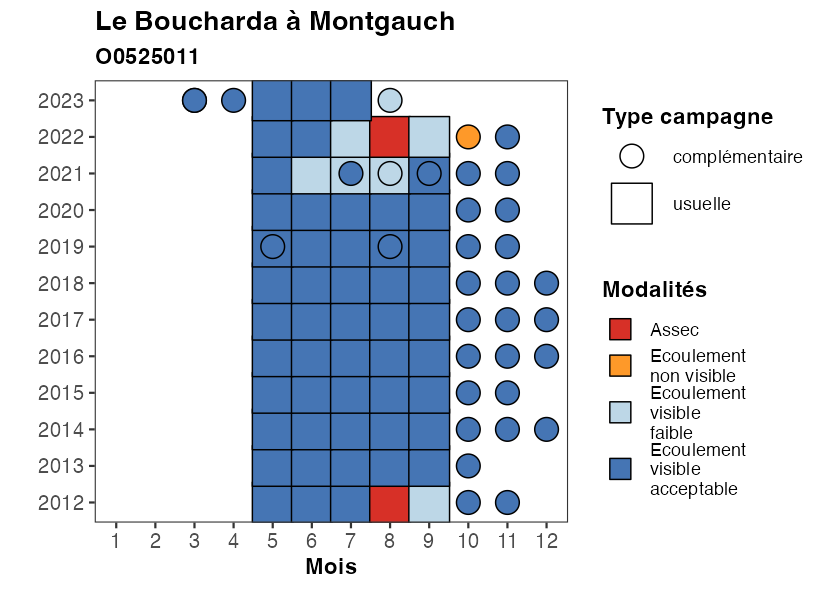 Le Boucharda à Montgauch
O0525011
2023
2022
2021
2020
2019
2018
2017
2016
2015
2014
2013
2012
1 2 3 4 5 6 7 8 9 10 11 12
Mois
Type campagne
complémentaire
usuelle
Modalités
Assec
Ecoulement
non visible
Ecoulement
visible
faible
Ecoulement
visible
acceptable